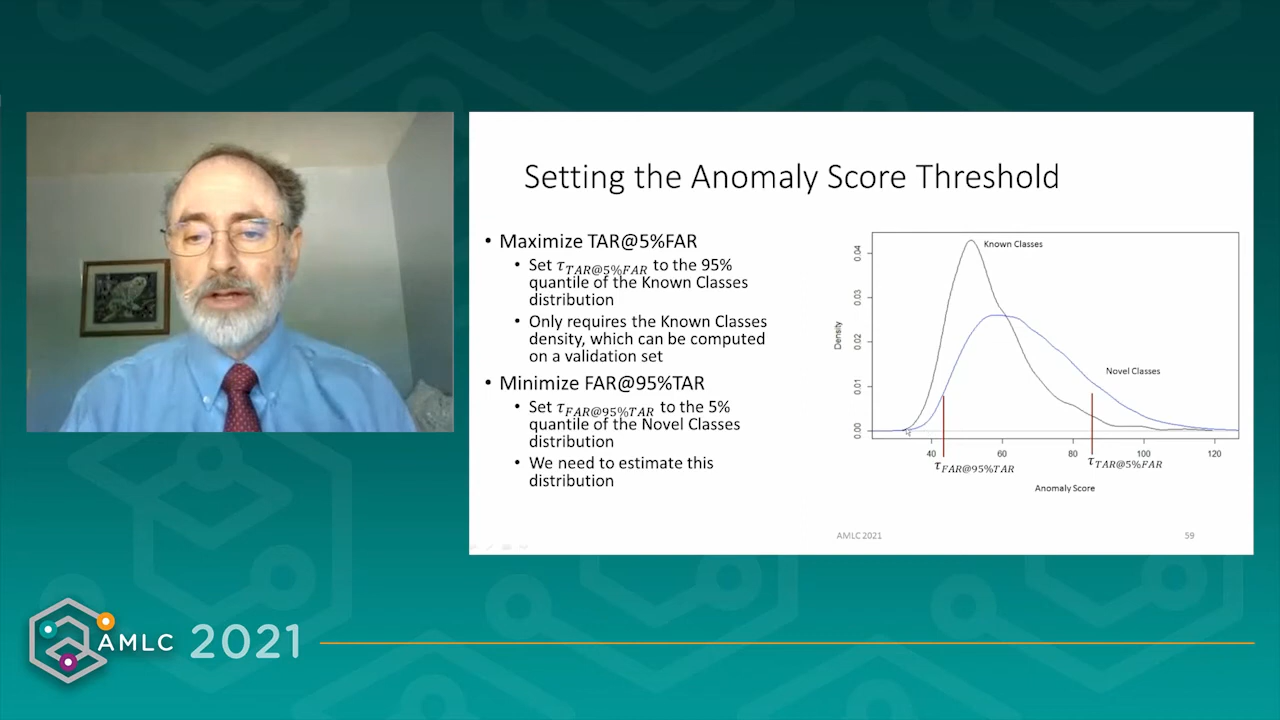 Setting the Anomaly Score Threshold
• Maximize TAR@5%FAR
• Set τTAR@5%FAR to the 95%
quantile of the Known Classes
distribution
• Only requires the Known Classes
density, which can be computed
on a validation set
• Minimize FAR@95%TAR
• Set τFAR@95%TAR to the 5%
quantile of the Novel Classes
distribution
• We need to estimate this
distribution
Known Classes
Novel Classes
Density
0.04
0.03
0.02
0.01
0.00
40
60
80
100
120
τFAR@95%TAR
τTAR@5%FAR
Anomaly Score
AMLC 2021
59
AMLC 2021